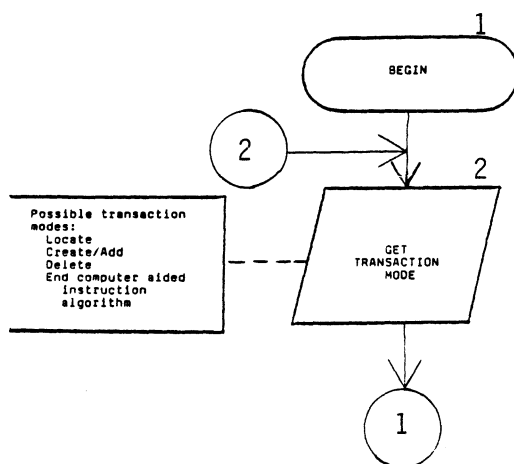 1
BEGIN
2
2
Possible transaction
modes:
Locate
Create/Add
Delete
End computer aided
instruction
algorithm
GET
TRANSACTION
MODE
1